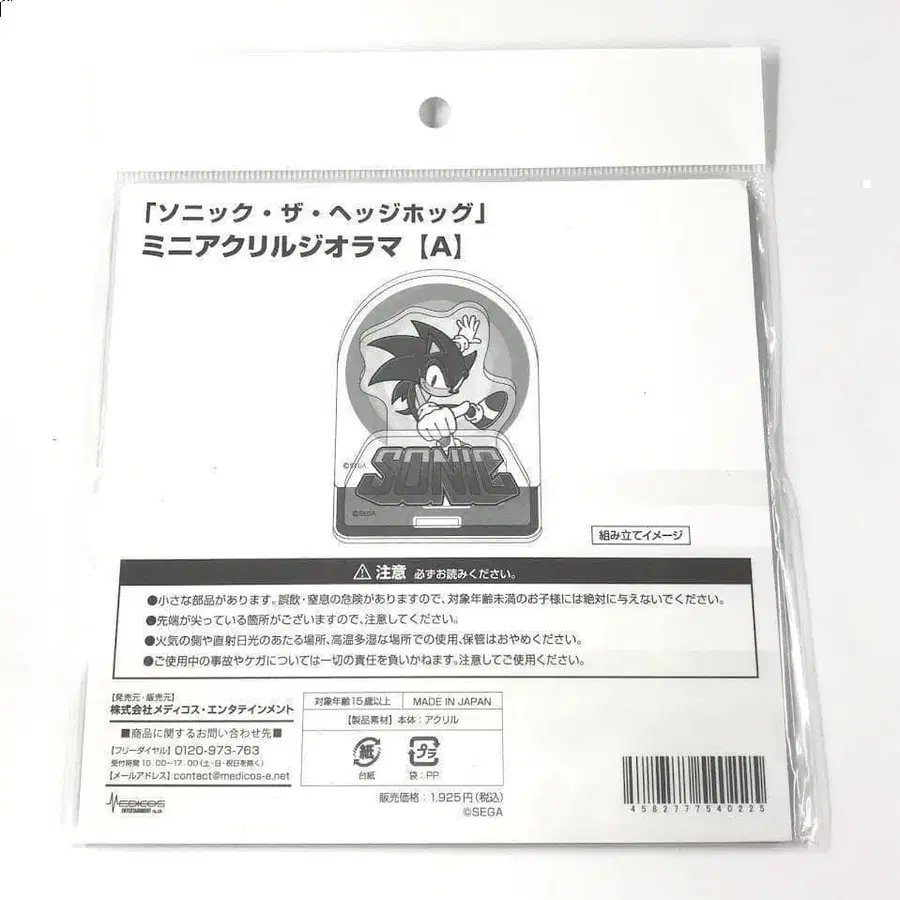 「ソニック・ザ・ヘッジホッグ」
ミニアクリルジオラマ【A】
©SEGA
SONIC
©SEGA
組み立てイメージ
注意 必ずお読みください。
●小さな部品があります。誤飲・窒息の危険がありますので、対象年齢未満のお子様には絶対に与えないでください。
●先端が尖っている箇所がございますので、注意してください。
●火気の側や直射日光のあたる場所、高温多湿な場所での使用、保管はおやめください。
●ご使用中の事故やケガについては一切の責任を負いかねます。注意してご使用ください。
【発売元・販売元】
株式会社メディコス・エンタテインメント
■商品に関するお問い合わせ先■
【フリーダイヤル】0120-973-763
受付時間 10:00～17:00（土・日・祝日を除く）
【メールアドレス】contact@medicos-e.net
MEDICOS
ENTERTAINMENT CO.,LTD
対象年齢15歳以上 MADE IN JAPAN
【製品素材】本体：アクリル
紙 プラ
台紙 袋：PP
販売価格：1,925円（税込）
©SEGA
4582777540225